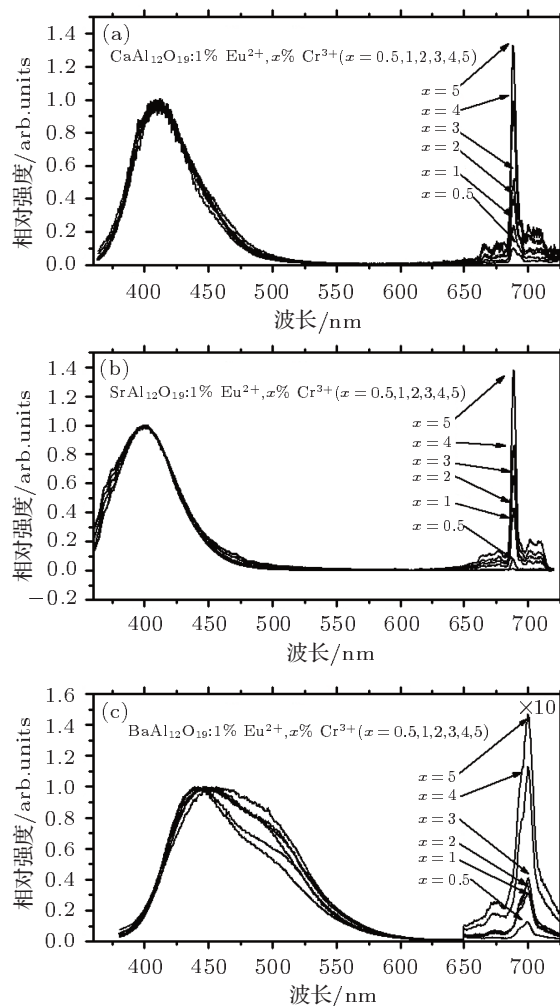 (a)
CaAl₁₂O₁₉:1% Eu²⁺,x% Cr³⁺(x = 0.5,1,2,3,4,5)
1.4
1.2
1.0
0.8
0.6
0.4
0.2
0.0
相对强度/arb.units
x = 5
x = 4
x = 3
x = 2
x = 1
x = 0.5
400 450 500 550 600 650 700
波长/nm
(b)
SrAl₁₂O₁₉:1% Eu²⁺,x% Cr³⁺(x = 0.5,1,2,3,4,5)
1.4
1.2
1.0
0.8
0.6
0.4
0.2
0.0
−0.2
相对强度/arb.units
x = 5
x = 4
x = 3
x = 2
x = 1
x = 0.5
400 450 500 550 600 650 700
波长/nm
(c)
×10
BaAl₁₂O₁₉:1% Eu²⁺,x% Cr³⁺(x = 0.5,1,2,3,4,5)
1.6
1.4
1.2
1.0
0.8
0.6
0.4
0.2
0.0
相对强度/arb.units
x = 5
x = 4
x = 3
x = 2
x = 1
x = 0.5
400 450 500 550 600 650 700
波长/nm